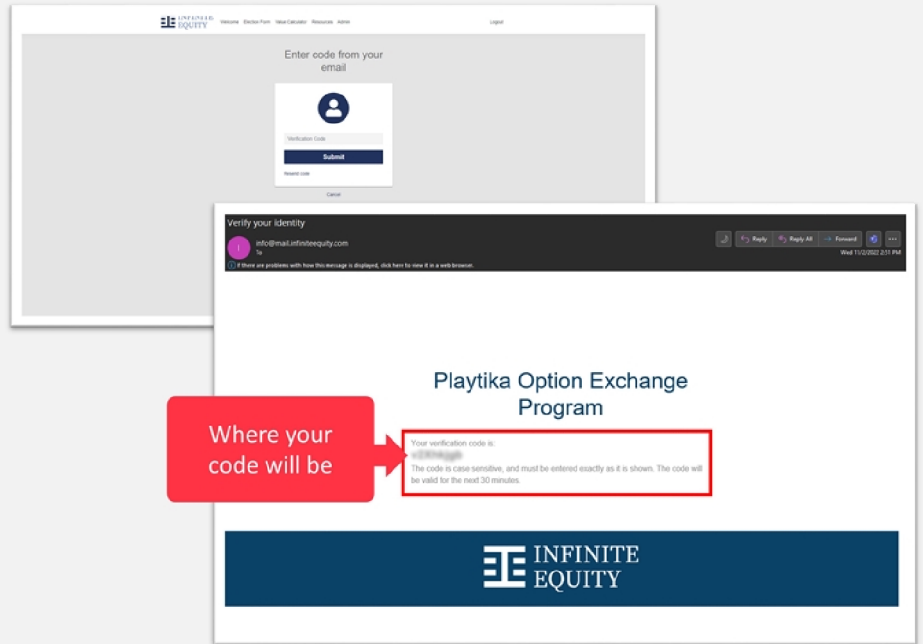 INFINITE
EQUITY
Welcome Election Form Value Calculator Resources Admin
Logout
Enter code from your
email
Verification Code
Submit
Resend code
Cancel
Verify your identity
info@mail.infiniteequity.com
To
If there are problems with how this message is displayed, click here to view it in a web browser.
Reply Reply All Forward
Wed 11/2/2022 2:51 PM
Playtika Option Exchange
Program
Where your
code will be
Your verification code is:
The code is case sensitive, and must be entered exactly as it is shown. The code will
be valid for the next 30 minutes.
INFINITE
EQUITY